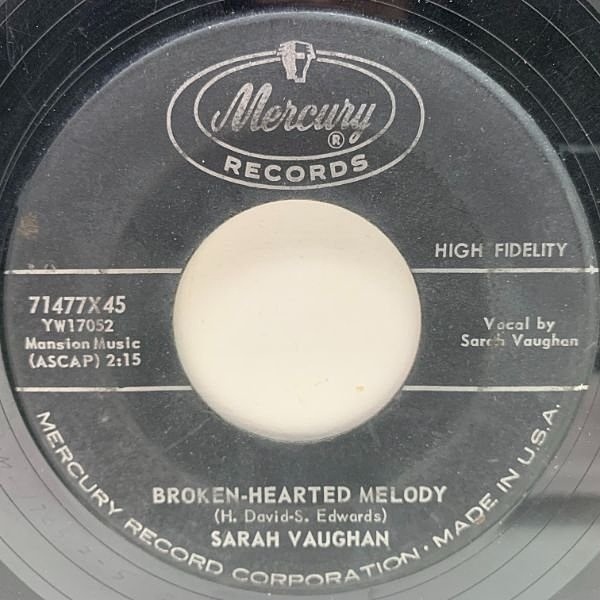 Mercury
®
RECORDS
HIGH FIDELITY
71477X45
YW17052
Mansion Music
(ASCAP) 2:15
Vocal by
Sarah Vaughan
BROKEN-HEARTED MELODY
(H. David-S. Edwards)
SARAH VAUGHAN
MERCURY RECORD CORPORATION · MADE IN U.S.A.